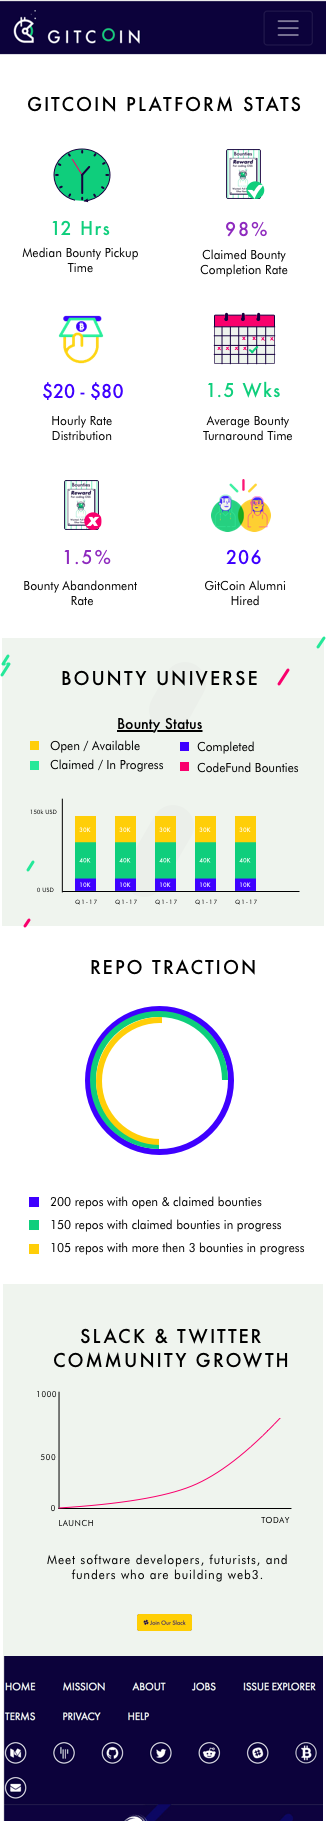 GITCOIN
GITCOIN PLATFORM STATS
Bounties
Reward
12 Hrs
98%
Median Bounty Pickup
Time
Claimed Bounty
Completion Rate
$20 - $80
1.5 Wks
Hourly Rate
Distribution
Average Bounty
Turnaround Time
Bounties
Reward
1.5%
206
Bounty Abandonment
Rate
GitCoin Alumni
Hired
BOUNTY UNIVERSE
Bounty Status
Open / Available
Completed
Claimed / In Progress
CodeFund Bounties
150k USD
30K 30K 30K 30K 30K
40K 40K 40K 40K 40K
10K 10K 10K 10K 10K
0 USD
Q1-17 Q1-17 Q1-17 Q1-17 Q1-17
REPO TRACTION
200 repos with open & claimed bounties
150 repos with claimed bounties in progress
105 repos with more then 3 bounties in progress
SLACK & TWITTER
COMMUNITY GROWTH
1000
500
0
LAUNCH
TODAY
Meet software developers, futurists, and
funders who are building web3.
Join Our Slack
HOME MISSION ABOUT JOBS ISSUE EXPLORER
TERMS PRIVACY HELP